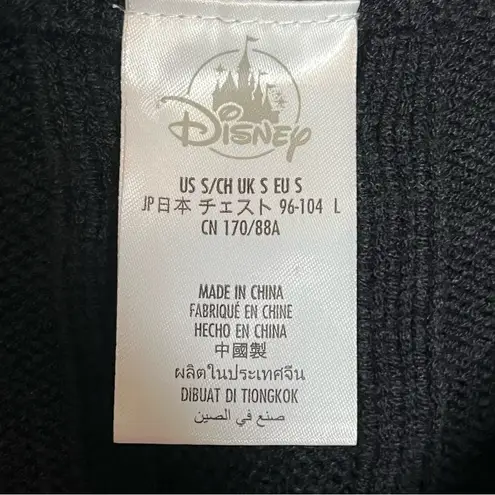 Disney
US S/CH UK S EU S
JP日本 チェスト 96-104 L
CN 170/88A
MADE IN CHINA
FABRIQUÉ EN CHINE
HECHO EN CHINA
中國製
ผลิตในประเทศจีน
DIBUAT DI TIONGKOK
صنع في الصين